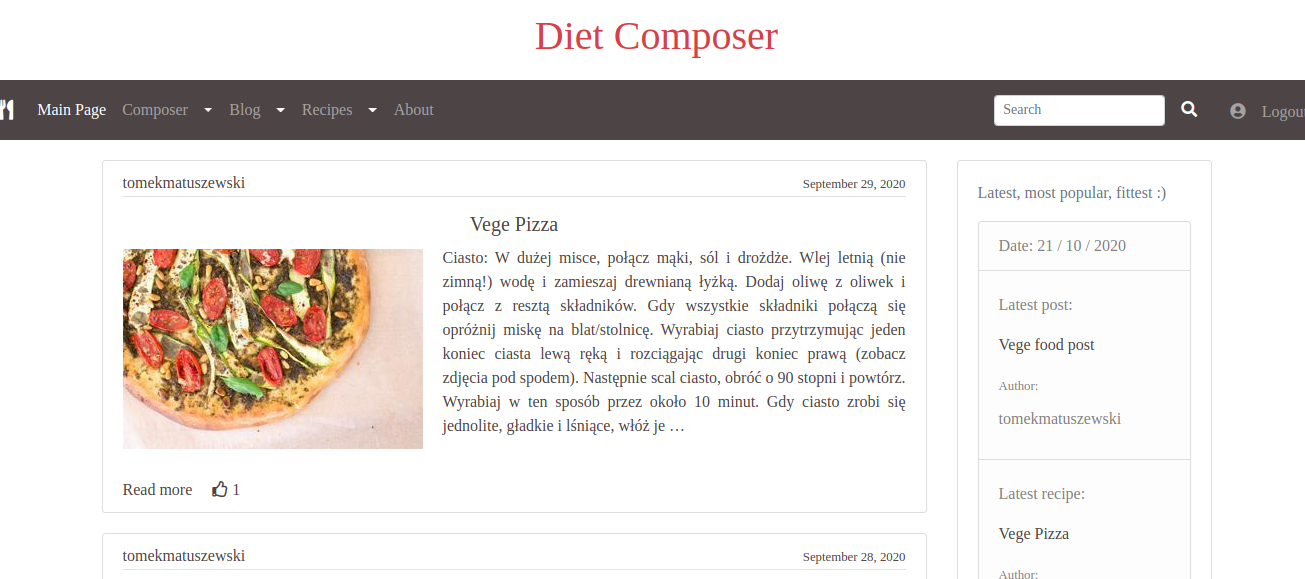 Diet Composer
Main Page Composer Blog Recipes About Search
tomekmatuszewski September 29, 2020
Vege Pizza
Ciasto: W dużej misce, połącz mąki, sól i drożdże. Wlej letnią (nie
zimną!) wodę i zamieszaj drewnianą łyżką. Dodaj oliwę z oliwek i
połącz z resztą składników. Gdy wszystkie składniki połączą się
opróżnij miskę na blat/stolnicę. Wyrabiaj ciasto przytrzymując jeden
koniec ciasta lewą ręką i rozciągając drugi koniec prawą (zobacz
zdjęcia pod spodem). Następnie scal ciasto, obróć o 90 stopni i powtórz.
Wyrabiaj w ten sposób przez około 10 minut. Gdy ciasto zrobi się
jednolite, gładkie i lśniące, włóż je …
Read more 1
tomekmatuszewski September 28, 2020
Latest, most popular, fittest :)
Date: 21 / 10 / 2020
Latest post:
Vege food post
Author:
tomekmatuszewski
Latest recipe:
Vege Pizza
Author: